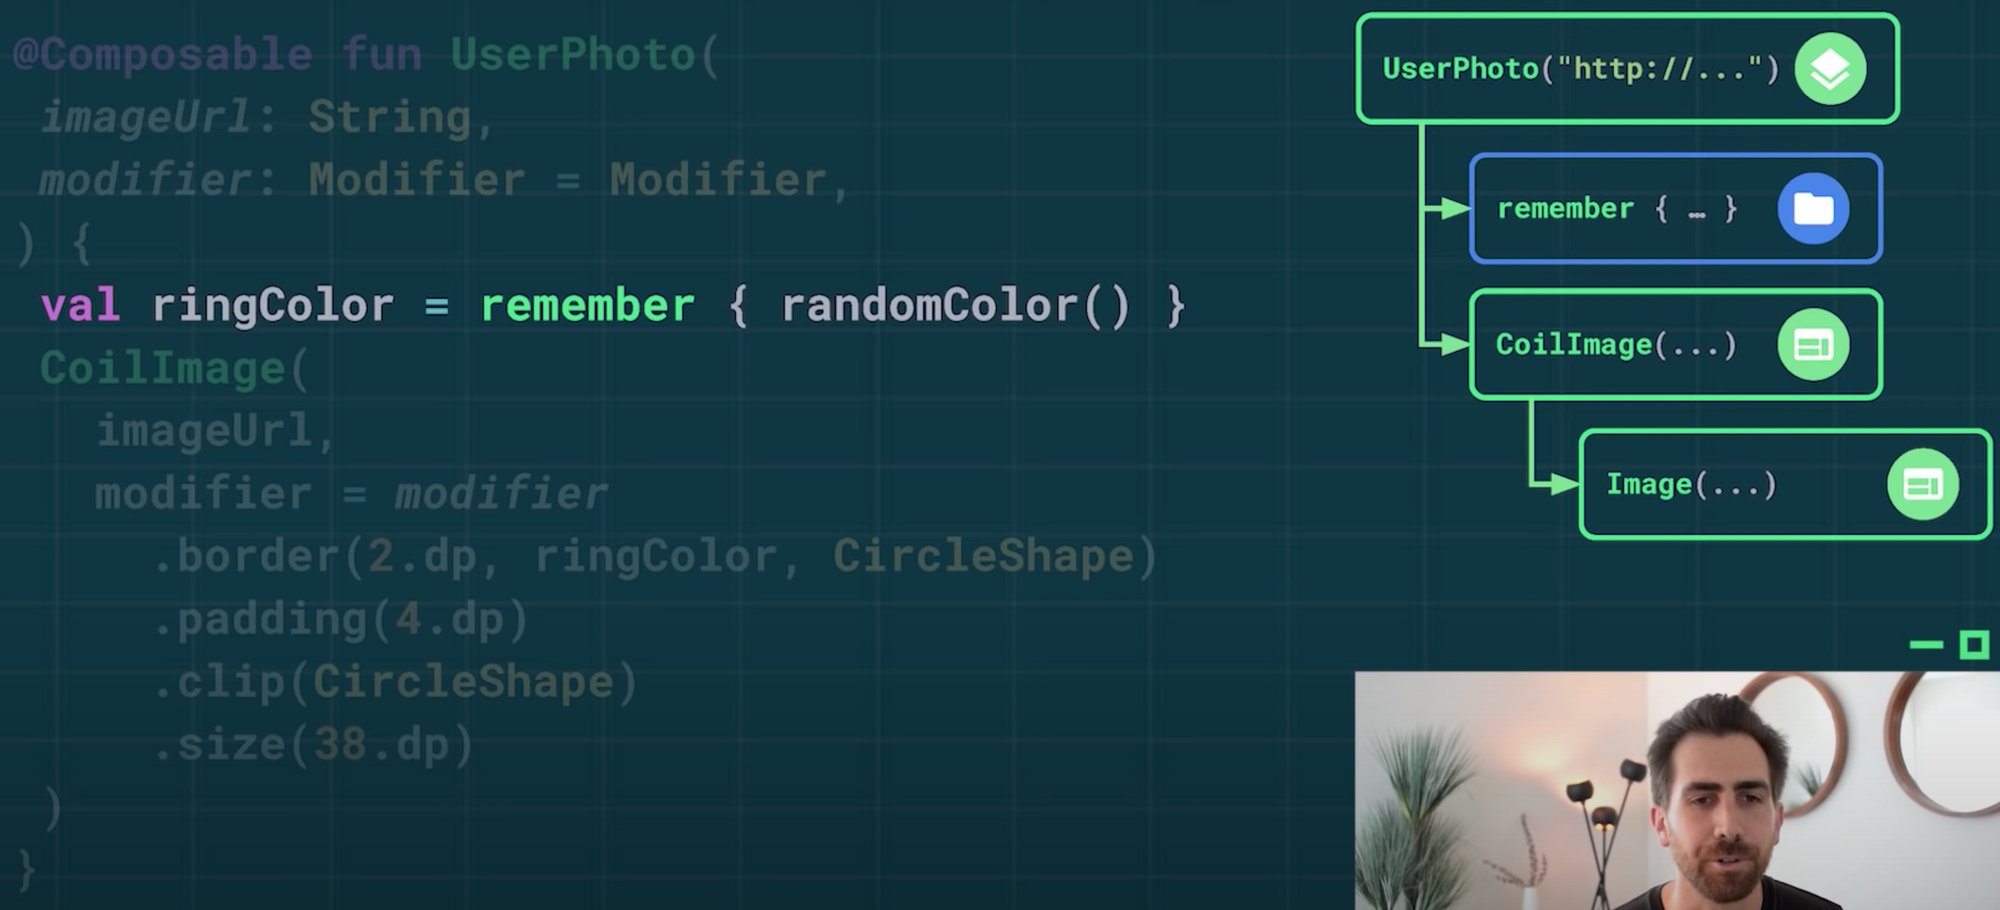 @Composable fun UserPhoto(
imageUrl: String,
modifier: Modifier = Modifier,
) {
val ringColor = remember { randomColor() }
CoilImage(
imageUrl,
modifier = modifier
.border(2.dp, ringColor, CircleShape)
.padding(4.dp)
.clip(CircleShape)
.size(38.dp)
)
}
UserPhoto("http://...")
remember { … }
CoilImage(...)
Image(...)